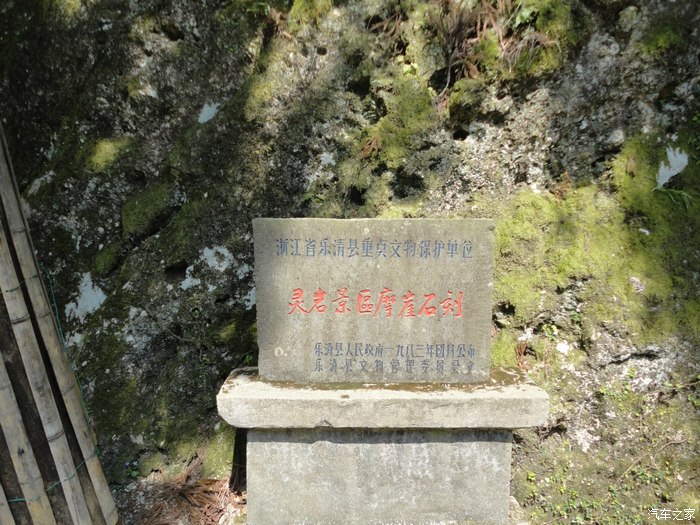 浙江省乐清县重点文物保护单位
灵岩景區摩崖石刻
乐清县人民政府一九八三年四月公布
乐清县文物管理委员会立
汽车之家